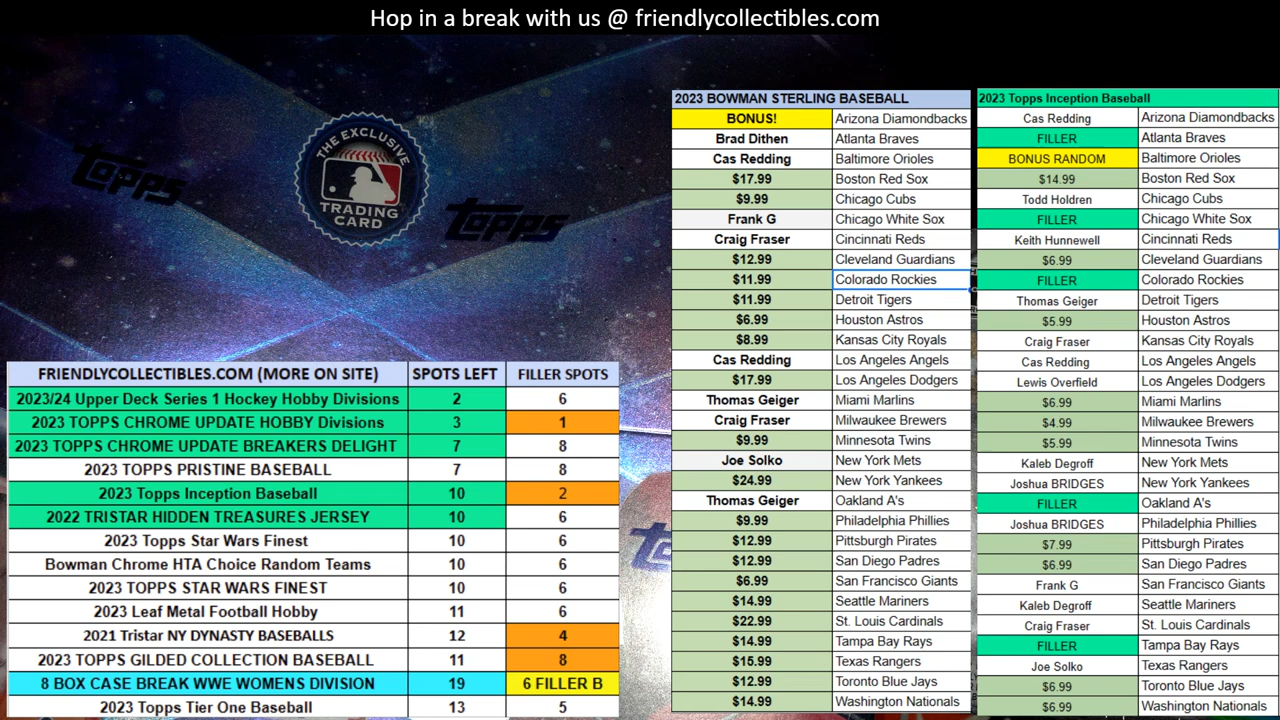 Hop in a break with us @ friendlycollectibles.com
THE EXCLUSIVE
TRADING
CARD
topps
topps
FRIENDLYCOLLECTIBLES.COM (MORE ON SITE) SPOTS LEFT FILLER SPOTS
2023/24 Upper Deck Series 1 Hockey Hobby Divisions 2 6
2023 TOPPS CHROME UPDATE HOBBY Divisions 3 1
2023 TOPPS CHROME UPDATE BREAKERS DELIGHT 7 8
2023 TOPPS PRISTINE BASEBALL 7 8
2023 Topps Inception Baseball 10 2
2022 TRISTAR HIDDEN TREASURES JERSEY 10 6
2023 Topps Star Wars Finest 10 6
Bowman Chrome HTA Choice Random Teams 10 6
2023 TOPPS STAR WARS FINEST 10 6
2023 Leaf Metal Football Hobby 11 6
2021 Tristar NY DYNASTY BASEBALLS 12 4
2023 TOPPS GILDED COLLECTION BASEBALL 11 8
8 BOX CASE BREAK WWE WOMENS DIVISION 19 6 FILLER B
2023 Topps Tier One Baseball 13 5
2023 BOWMAN STERLING BASEBALL
BONUS! Arizona Diamondbacks
Brad Dithen Atlanta Braves
Cas Redding Baltimore Orioles
$17.99 Boston Red Sox
$9.99 Chicago Cubs
Frank G Chicago White Sox
Craig Fraser Cincinnati Reds
$12.99 Cleveland Guardians
$11.99 Colorado Rockies
$11.99 Detroit Tigers
$6.99 Houston Astros
$8.99 Kansas City Royals
Cas Redding Los Angeles Angels
$17.99 Los Angeles Dodgers
Thomas Geiger Miami Marlins
Craig Fraser Milwaukee Brewers
$9.99 Minnesota Twins
Joe Solko New York Mets
$24.99 New York Yankees
Thomas Geiger Oakland A's
$9.99 Philadelphia Phillies
$12.99 Pittsburgh Pirates
$12.99 San Diego Padres
$6.99 San Francisco Giants
$14.99 Seattle Mariners
$22.99 St. Louis Cardinals
$14.99 Tampa Bay Rays
$15.99 Texas Rangers
$12.99 Toronto Blue Jays
$14.99 Washington Nationals
2023 Topps Inception Baseball
Cas Redding Arizona Diamondbacks
FILLER Atlanta Braves
BONUS RANDOM Baltimore Orioles
$14.99 Boston Red Sox
Todd Holdren Chicago Cubs
FILLER Chicago White Sox
Keith Hunnewell Cincinnati Reds
$6.99 Cleveland Guardians
FILLER Colorado Rockies
Thomas Geiger Detroit Tigers
$5.99 Houston Astros
Craig Fraser Kansas City Royals
Cas Redding Los Angeles Angels
Lewis Overfield Los Angeles Dodgers
$6.99 Miami Marlins
$4.99 Milwaukee Brewers
$5.99 Minnesota Twins
Kaleb Degroff New York Mets
Joshua BRIDGES New York Yankees
FILLER Oakland A's
Joshua BRIDGES Philadelphia Phillies
$7.99 Pittsburgh Pirates
$6.99 San Diego Padres
Frank G San Francisco Giants
Kaleb Degroff Seattle Mariners
Craig Fraser St. Louis Cardinals
FILLER Tampa Bay Rays
Joe Solko Texas Rangers
$6.99 Toronto Blue Jays
$6.99 Washington Nationals